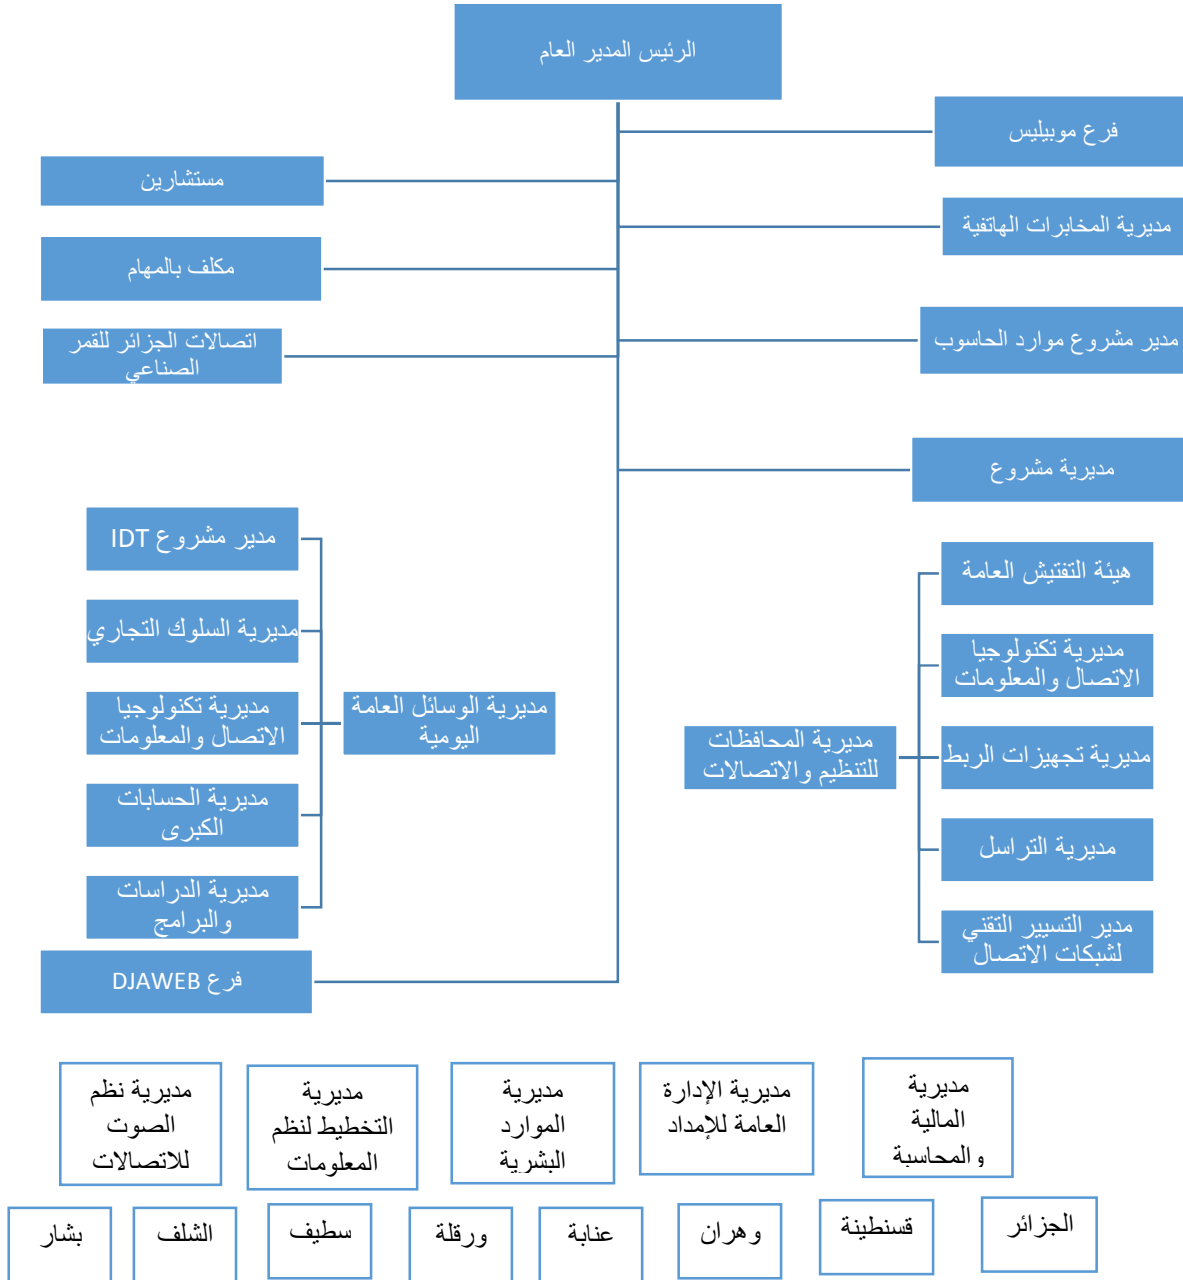 الرئيس المدير العام
فرع موبيليس
مستشارين
مديرية المخابرات الهاتفية
مكلف بالمهام
مدير مشروع موارد الحاسوب
اتصالات الجزائر للقمر
الصناعي
مديرية مشروع
مدير مشروع IDT
هيئة التفتيش العامة
مديرية السلوك التجاري
مديرية تكنولوجيا
الاتصال والمعلومات
مديرية الوسائل العامة
اليومية
مديرية تكنولوجيا
الاتصال والمعلومات
مديرية المحافظات
للتنظيم والاتصالات
مديرية تجهيزات الربط
مديرية الحسابات
الكبرى
مديرية التراسل
مديرية الدراسات
والبرامج
مدير التسيير التقني
لشبكات الاتصال
فرع DJAWEB
مديرية
المالية
والمحاسبة
مديرية الإدارة
العامة للإمداد
مديرية
الموارد
البشرية
مديرية
التخطيط لنظم
المعلومات
مديرية نظم
الصوت
للاتصالات
الجزائر
قسنطينة
وهران
عنابة
ورقلة
سطيف
الشلف
بشار